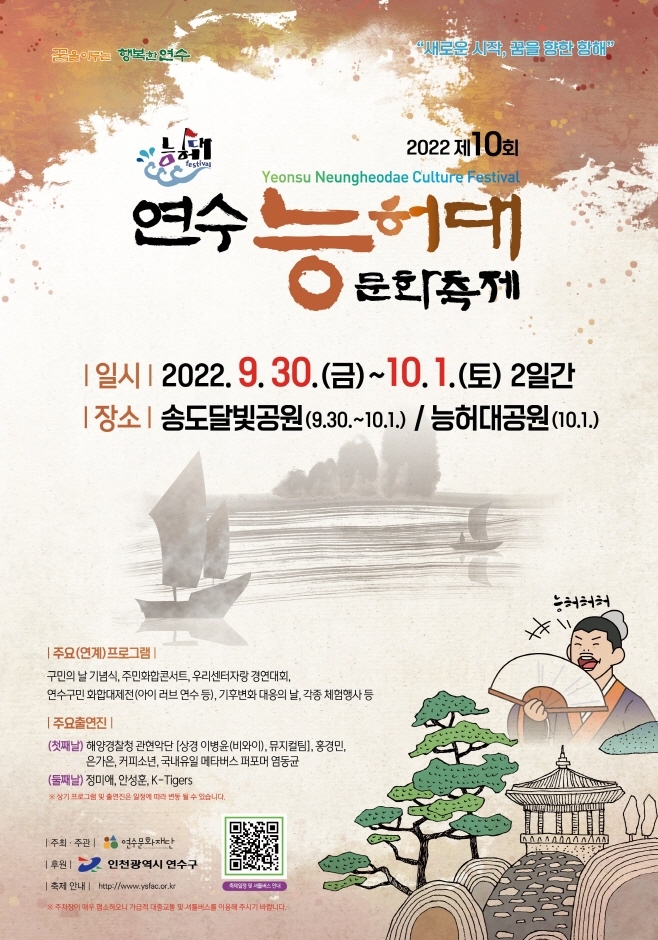 꿈을 이루는 행복한 연수
“새로운 시작, 꿈을 향한 항해”
능허대
festival
2022 제10회
Yeonsu Neungheodae Culture Festival
연수 능허대
문화축제
| 일시 | 2022. 9. 30.(금)~10. 1.(토) 2일간
| 장소 | 송도달빛공원(9.30.~10.1.) / 능허대공원(10.1.)
능허허허
| 주요(연계)프로그램 |
구민의 날 기념식, 주민화합콘서트, 우리센터자랑 경연대회,
연수구민 화합대제전(아이 러브 연수 등), 기후변화 대응의 날, 각종 체험행사 등
| 주요출연진 |
(첫째날) 해양경찰청 관현악단 [상경 이병윤(비와이), 뮤지컬팀], 홍경민,
은가은, 커피소년, 국내유일 메타버스 퍼포머 염동균
(둘째날) 정미애, 안성훈, K-Tigers
※ 상기 프로그램 및 출연진은 일정에 따라 변동 될 수 있습니다.
| 주최 · 주관 | 연수문화재단
| 후원 | 인천광역시 연수구
| 축제 안내 | http://www.ysfac.or.kr
축제일정 및 셔틀버스 안내
※ 주차장이 매우 협소하오니 가급적 대중교통 및 셔틀버스를 이용해 주시기 바랍니다.